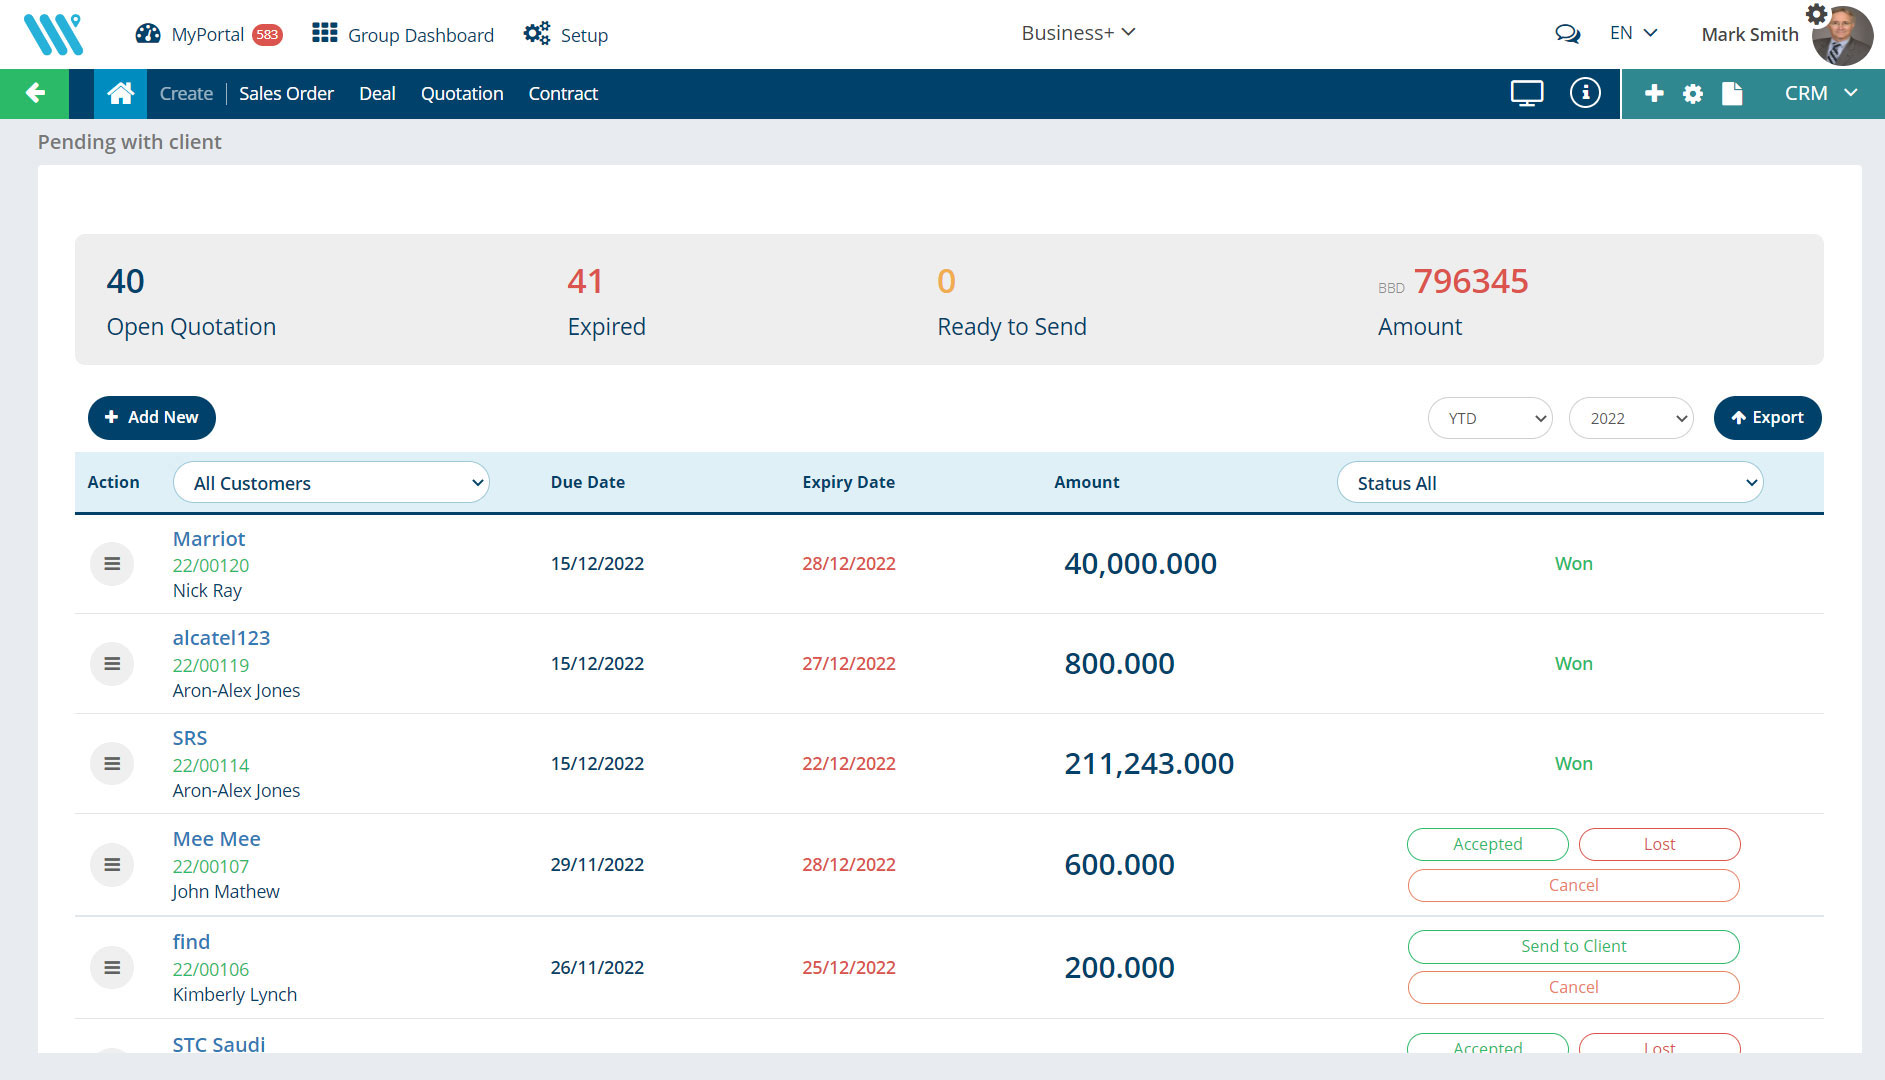 MyPortal 583 Group Dashboard Setup Business+ EN Mark Smith
Create Sales Order Deal Quotation Contract CRM
Pending with client
40 41 0 BBD 796345
Open Quotation Expired Ready to Send Amount
Add New YTD 2022 Export
Action All Customers Due Date Expiry Date Amount Status All
Marriot
22/00120 15/12/2022 28/12/2022 40,000.000 Won
Nick Ray
alcatel123
22/00119 15/12/2022 27/12/2022 800.000 Won
Aron-Alex Jones
SRS
22/00114 15/12/2022 22/12/2022 211,243.000 Won
Aron-Alex Jones
Mee Mee Accepted Lost
22/00107 29/11/2022 28/12/2022 600.000
John Mathew Cancel
find Send to Client
22/00106 26/11/2022 25/12/2022 200.000
Kimberly Lynch Cancel
STC Saudi Accepted Lost